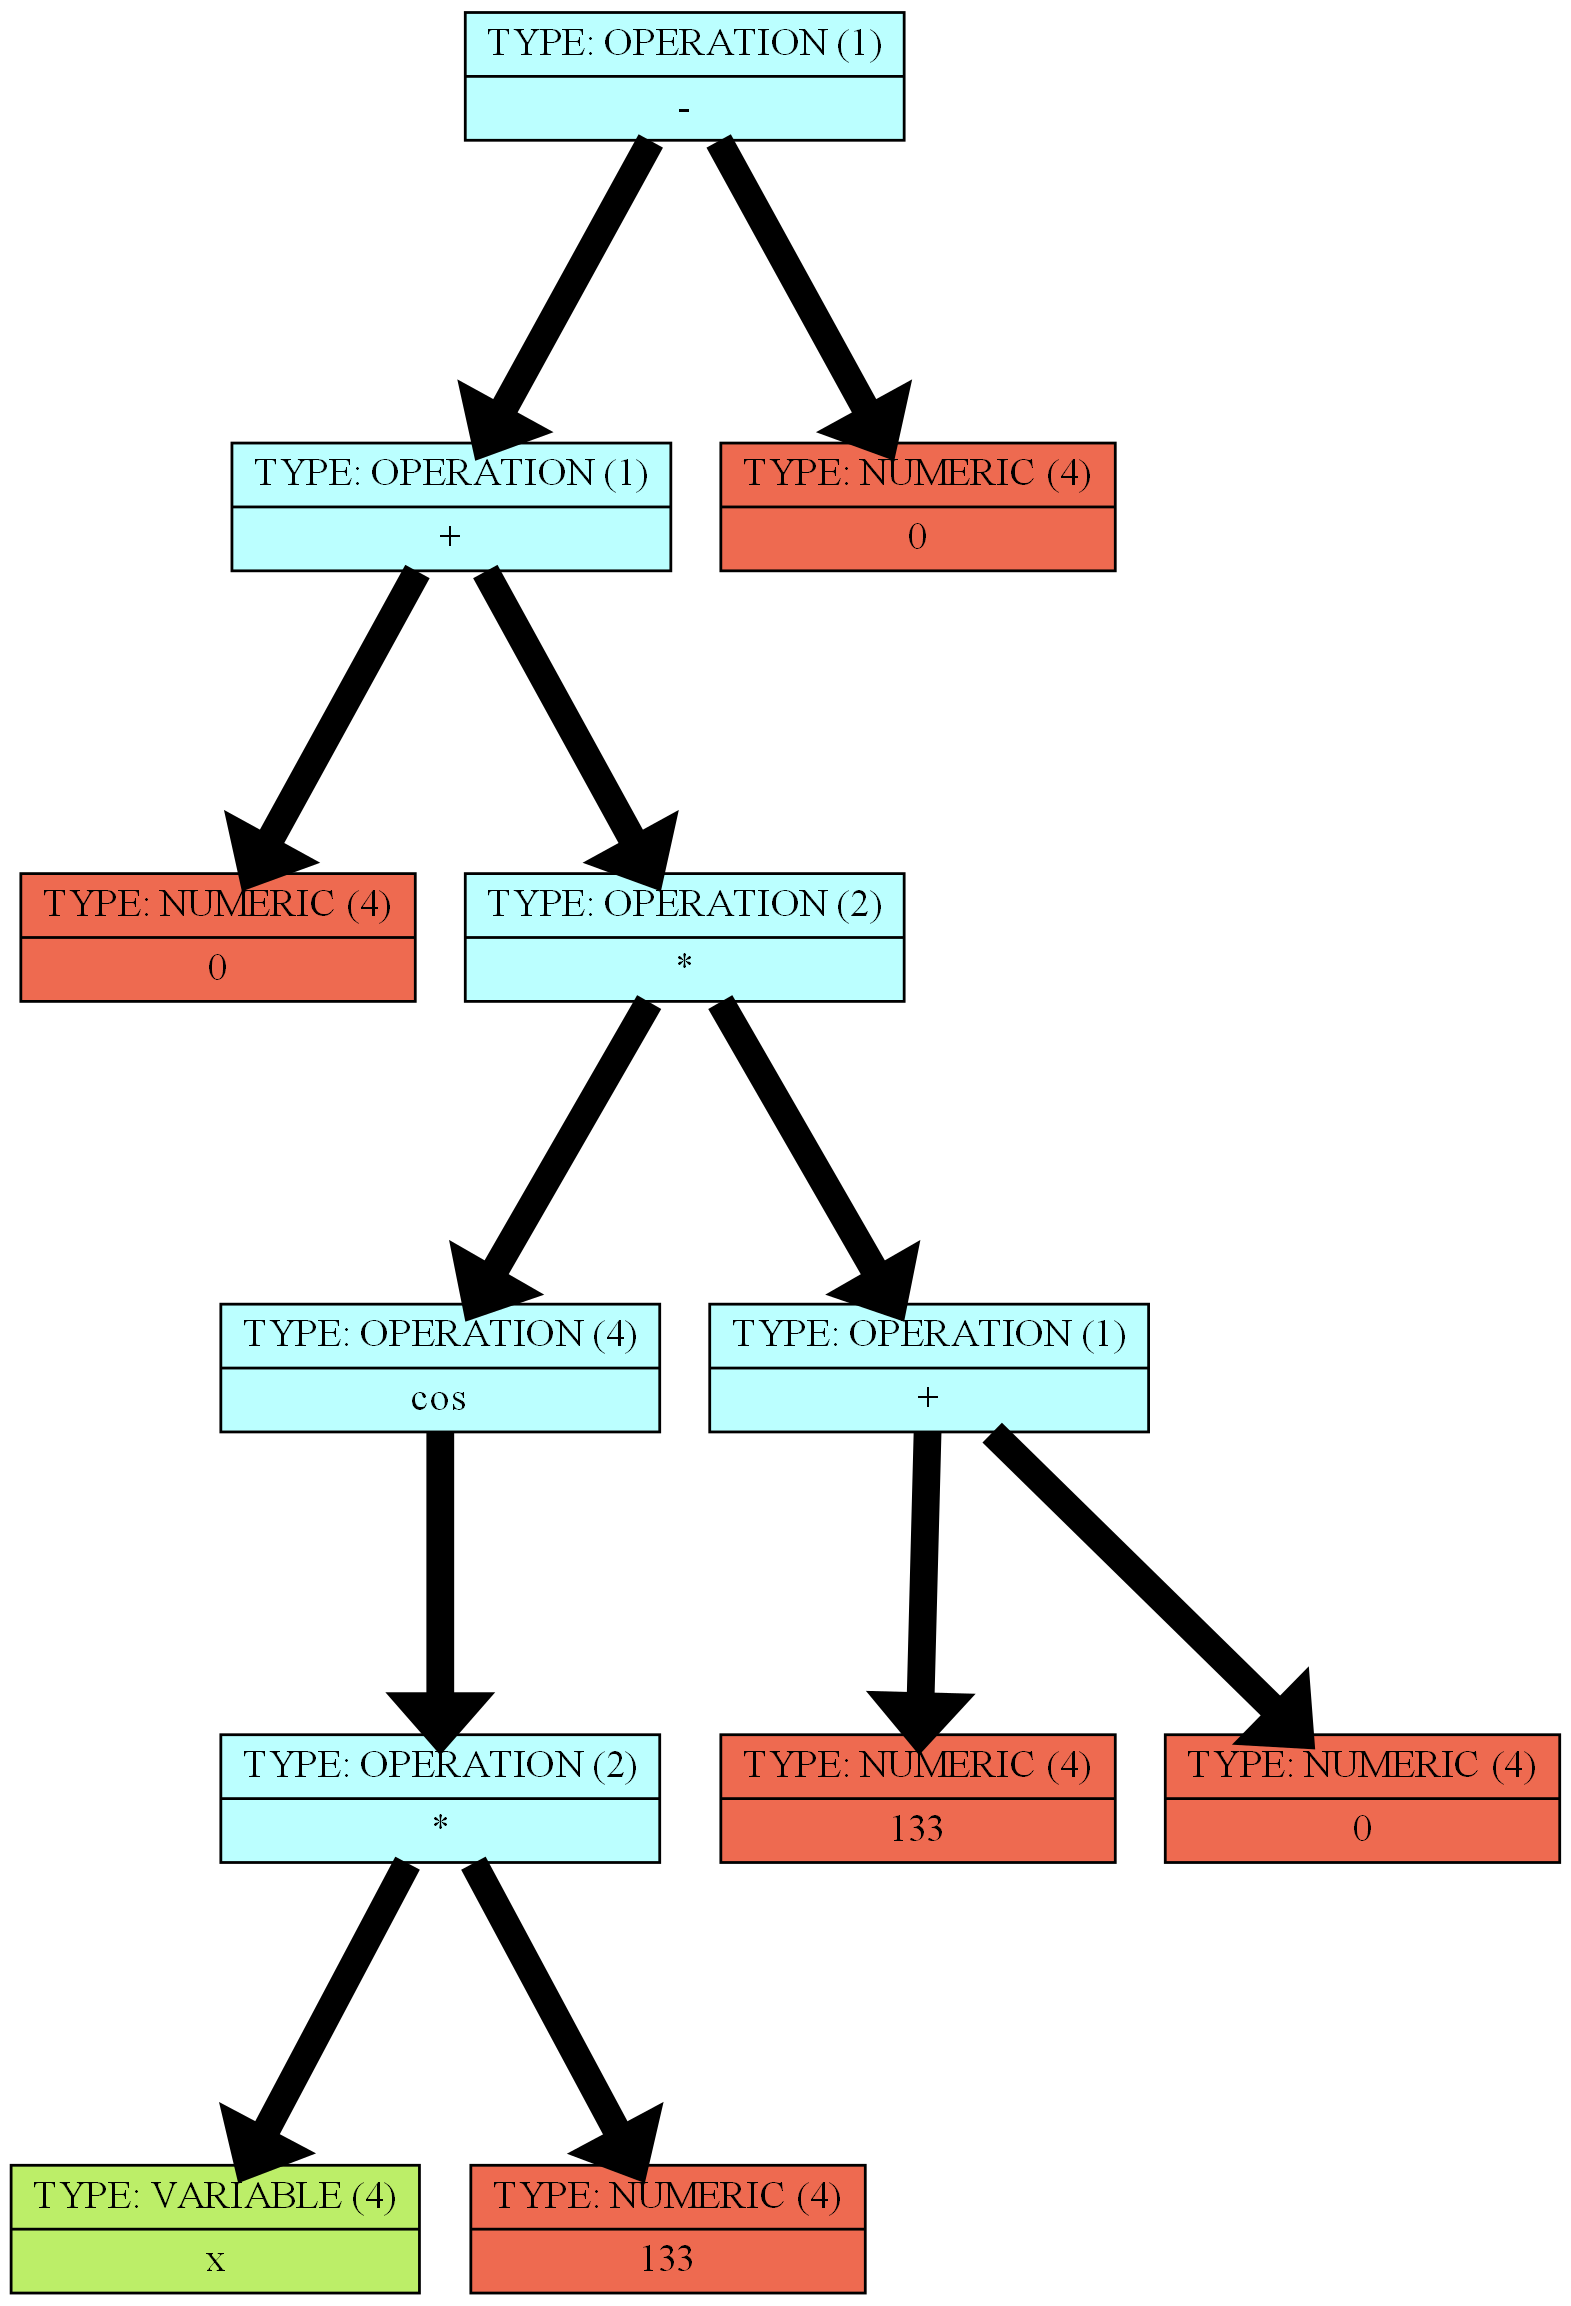 TYPE: OPERATION (1)
-
TYPE: OPERATION (1)
+
TYPE: NUMERIC (4)
0
TYPE: NUMERIC (4)
0
TYPE: OPERATION (2)
*
TYPE: OPERATION (4)
cos
TYPE: OPERATION (1)
+
TYPE: OPERATION (2)
*
TYPE: NUMERIC (4)
133
TYPE: NUMERIC (4)
0
TYPE: VARIABLE (4)
x
TYPE: NUMERIC (4)
133